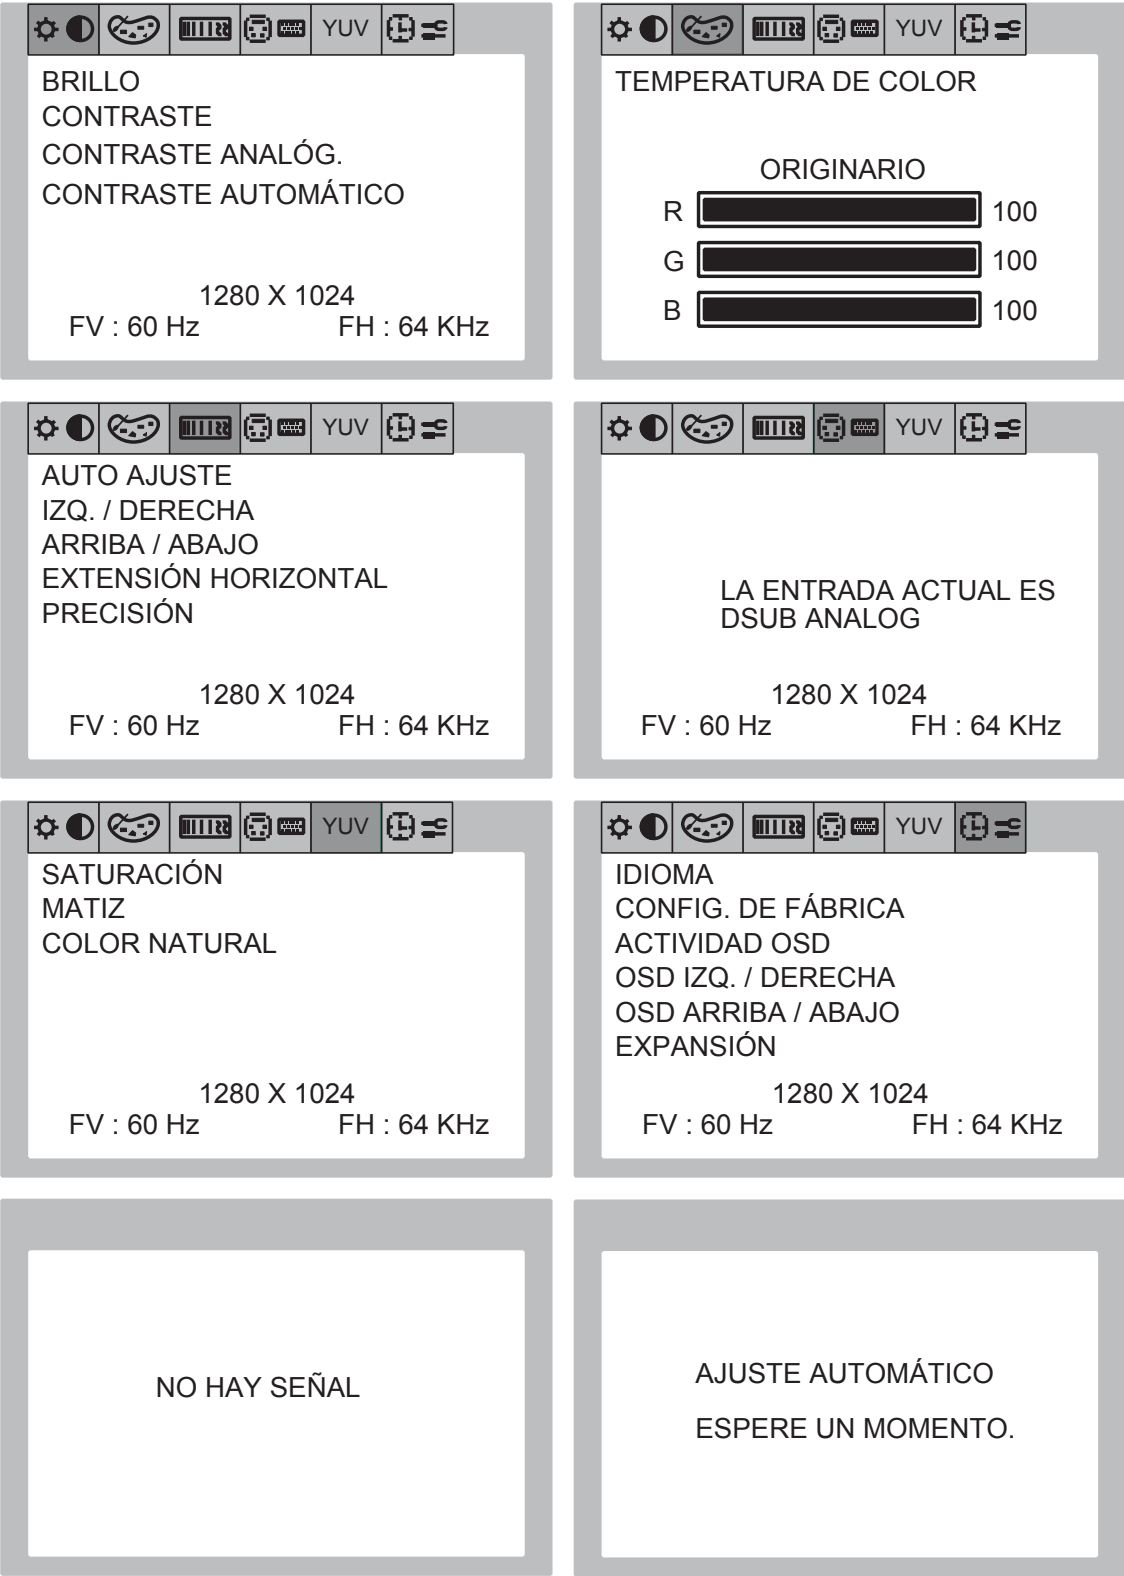 YUV
BRILLO
CONTRASTE
CONTRASTE ANALÓG.
CONTRASTE AUTOMÁTICO
1280 X 1024
FV : 60 Hz FH : 64 KHz
YUV
TEMPERATURA DE COLOR
ORIGINARIO
R 100
G 100
B 100
YUV
AUTO AJUSTE
IZQ. / DERECHA
ARRIBA / ABAJO
EXTENSIÓN HORIZONTAL
PRECISIÓN
1280 X 1024
FV : 60 Hz FH : 64 KHz
YUV
LA ENTRADA ACTUAL ES
DSUB ANALOG
1280 X 1024
FV : 60 Hz FH : 64 KHz
YUV
SATURACIÓN
MATIZ
COLOR NATURAL
1280 X 1024
FV : 60 Hz FH : 64 KHz
YUV
IDIOMA
CONFIG. DE FÁBRICA
ACTIVIDAD OSD
OSD IZQ. / DERECHA
OSD ARRIBA / ABAJO
EXPANSIÓN
1280 X 1024
FV : 60 Hz FH : 64 KHz
NO HAY SEÑAL
AJUSTE AUTOMÁTICO
ESPERE UN MOMENTO.